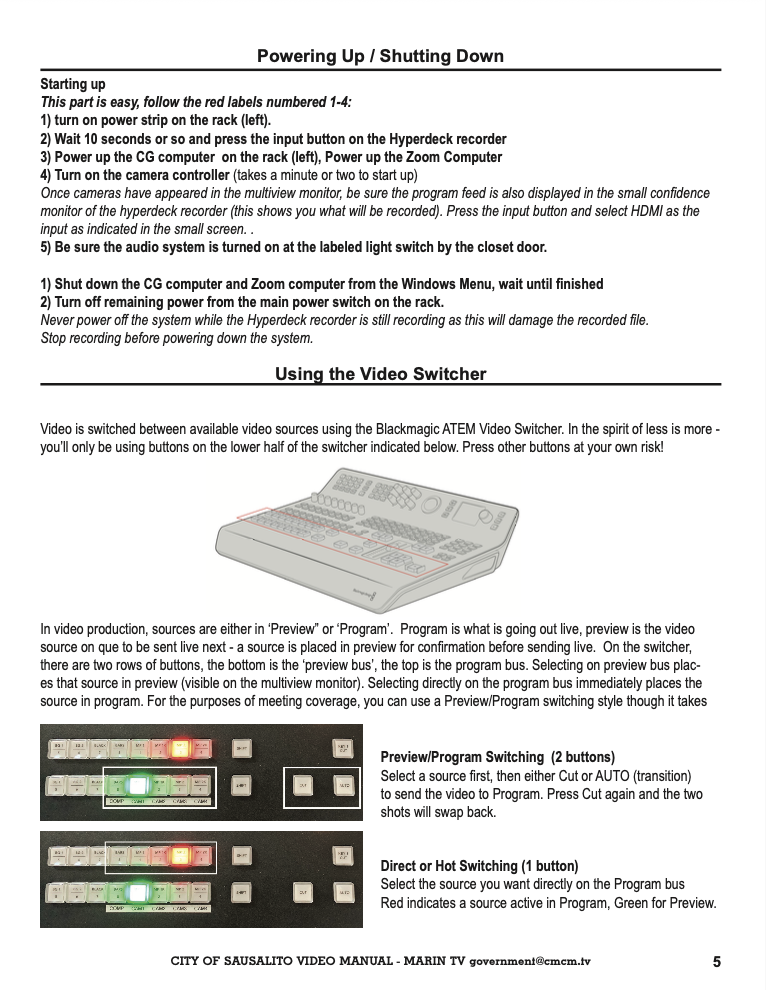 Powering Up / Shutting Down
Starting up
This part is easy, follow the red labels numbered 1-4:
1) turn on power strip on the rack (left).
2) Wait 10 seconds or so and press the input button on the Hyperdeck recorder
3) Power up the CG computer  on the rack (left), Power up the Zoom Computer
4) Turn on the camera controller (takes a minute or two to start up)
Once cameras have appeared in the multiview monitor, be sure the program feed is also displayed in the small confidence
monitor of the hyperdeck recorder (this shows you what will be recorded). Press the input button and select HDMI as the
input as indicated in the small screen. .
5) Be sure the audio system is turned on at the labeled light switch by the closet door.
1) Shut down the CG computer and Zoom computer from the Windows Menu, wait until finished
2) Turn off remaining power from the main power switch on the rack.
Never power off the system while the Hyperdeck recorder is still recording as this will damage the recorded file.
Stop recording before powering down the system.
Using the Video Switcher
Video is switched between available video sources using the Blackmagic ATEM Video Switcher. In the spirit of less is more -
you'll only be using buttons on the lower half of the switcher indicated below. Press other buttons at your own risk!
In video production, sources are either in ‘Preview” or ‘Program’.  Program is what is going out live, preview is the video
source on que to be sent live next - a source is placed in preview for confirmation before sending live.  On the switcher,
there are two rows of buttons, the bottom is the ‘preview bus’, the top is the program bus. Selecting on preview bus plac-
es that source in preview (visible on the multiview monitor). Selecting directly on the program bus immediately places the
source in program. For the purposes of meeting coverage, you can use a Preview/Program switching style though it takes
SHIFT
SHIFT CUT AUTO
COMP CAM1 CAM2 CAM3 CAM4
Preview/Program Switching  (2 buttons)
Select a source first, then either Cut or AUTO (transition)
to send the video to Program. Press Cut again and the two
shots will swap back.
SHIFT
SHIFT CUT AUTO
COMP CAM1 CAM2 CAM3 CAM4
Direct or Hot Switching (1 button)
Select the source you want directly on the Program bus
Red indicates a source active in Program, Green for Preview.
CITY OF SAUSALITO VIDEO MANUAL - MARIN TV government@cmcm.tv
5